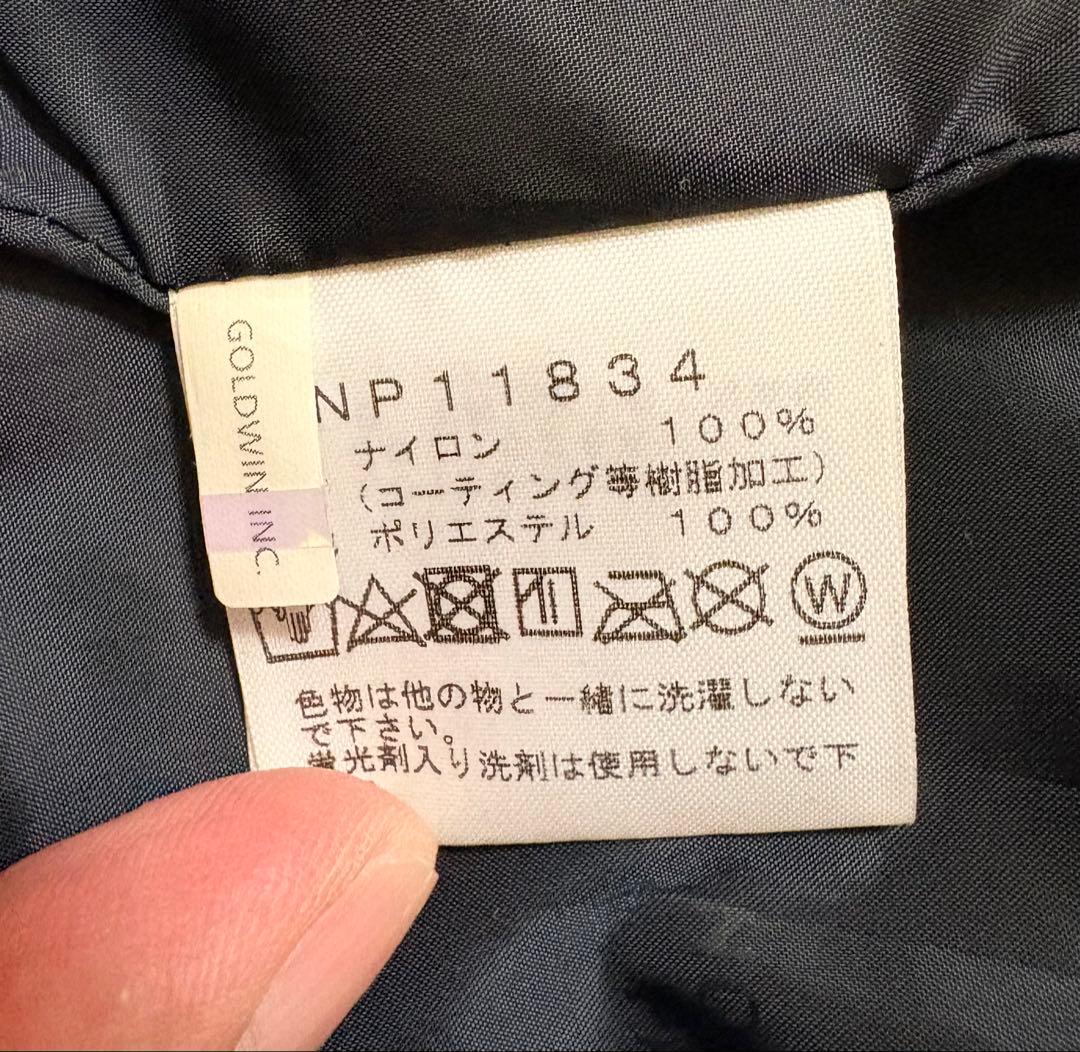 GOLDWIN INC.
NP11834
ナイロン 100%
(コーティング等樹脂加工)
ポリエステル 100%
W
色物は他の物と一緒に洗濯しない
で下さい。
蛍光剤入り洗剤は使用しないで下